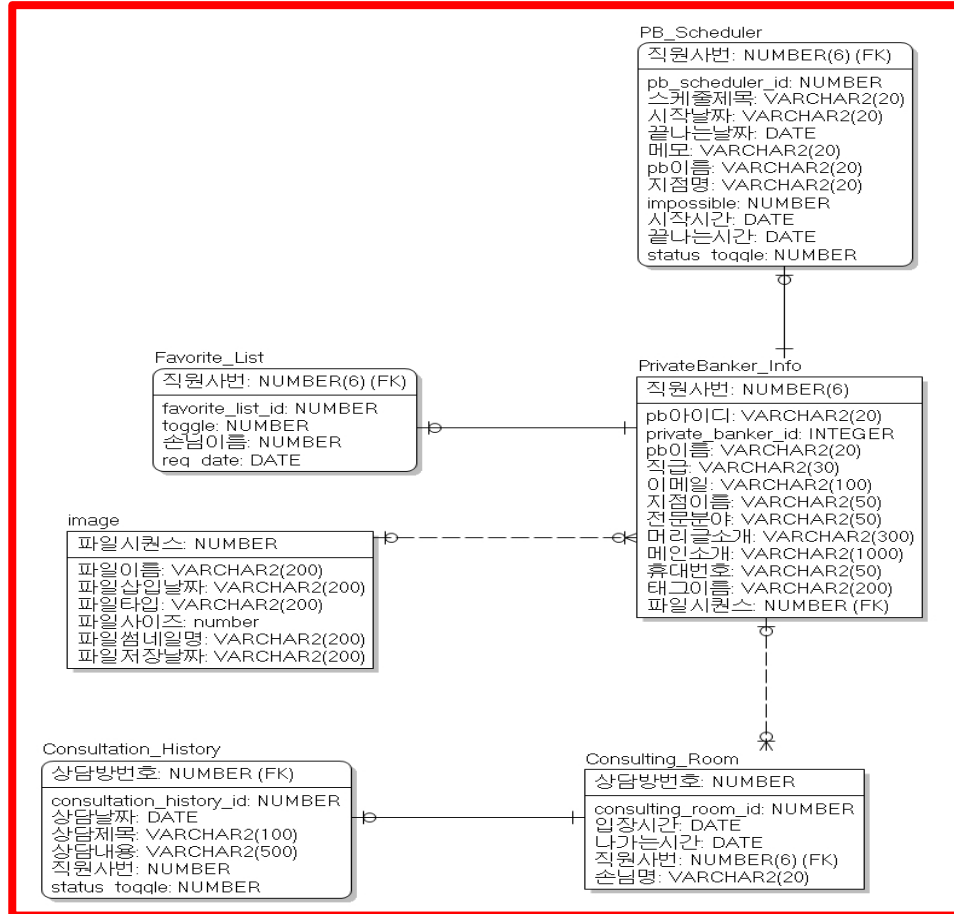 PB_Scheduler
직원사번: NUMBER(6) (FK)
pb_scheduler_id: NUMBER
스케줄제목: VARCHAR2(20)
시작날짜: VARCHAR2(20)
끝나는날짜: DATE
메모: VARCHAR2(20)
pb이름: VARCHAR2(20)
지점명: VARCHAR2(20)
impossible: NUMBER
시작시간: DATE
끝나는시간: DATE
status_toggle: NUMBER
Favorite_List
직원사번: NUMBER(6) (FK)
favorite_list_id: NUMBER
toggle: NUMBER
손님이름: NUMBER
req_date: DATE
PrivateBanker_Info
직원사번: NUMBER(6)
pb아이디: VARCHAR2(20)
private_banker_id: INTEGER
pb이름: VARCHAR2(20)
직급: VARCHAR2(30)
이메일: VARCHAR2(100)
지점이름: VARCHAR2(50)
전문분야: VARCHAR2(50)
머리글소개: VARCHAR2(300)
메인소개: VARCHAR2(1000)
휴대번호: VARCHAR2(50)
태그이름: VARCHAR2(200)
파일시퀀스: NUMBER (FK)
image
파일시퀀스: NUMBER
파일이름: VARCHAR2(200)
파일삽입날짜: VARCHAR2(200)
파일타입: VARCHAR2(200)
파일사이즈: number
파일썸네일명: VARCHAR2(200)
파일저장날짜: VARCHAR2(200)
Consultation_History
상담방번호: NUMBER (FK)
consultation_history_id: NUMBER
상담날짜: DATE
상담제목: VARCHAR2(100)
상담내용: VARCHAR2(500)
직원사번: NUMBER
status_toggle: NUMBER
Consulting_Room
상담방번호: NUMBER
consulting_room_id: NUMBER
입장시간: DATE
나가는시간: DATE
직원사번: NUMBER(6) (FK)
손님명: VARCHAR2(20)